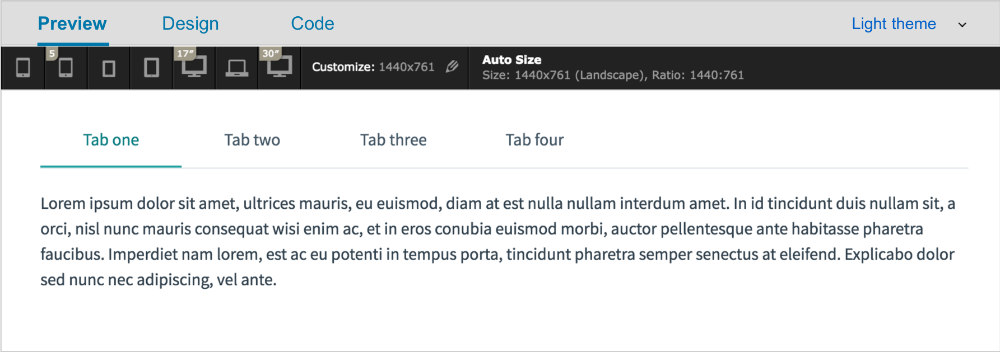 Preview Design Code Light theme
5 17″ 30″ Customize: 1440x761 Auto Size
Size: 1440x761 (Landscape), Ratio: 1440:761
Tab one Tab two Tab three Tab four
Lorem ipsum dolor sit amet, ultrices mauris, eu euismod, diam at est nulla nullam interdum amet. In id tincidunt duis nullam sit, a
orci, nisl nunc mauris consequat wisi enim ac, et in eros conubia euismod morbi, auctor pellentesque ante habitasse pharetra
faucibus. Imperdiet nam lorem, est ac eu potenti in tempus porta, tincidunt pharetra semper senectus at eleifend. Explicabo dolor
sed nunc nec adipiscing, vel ante.